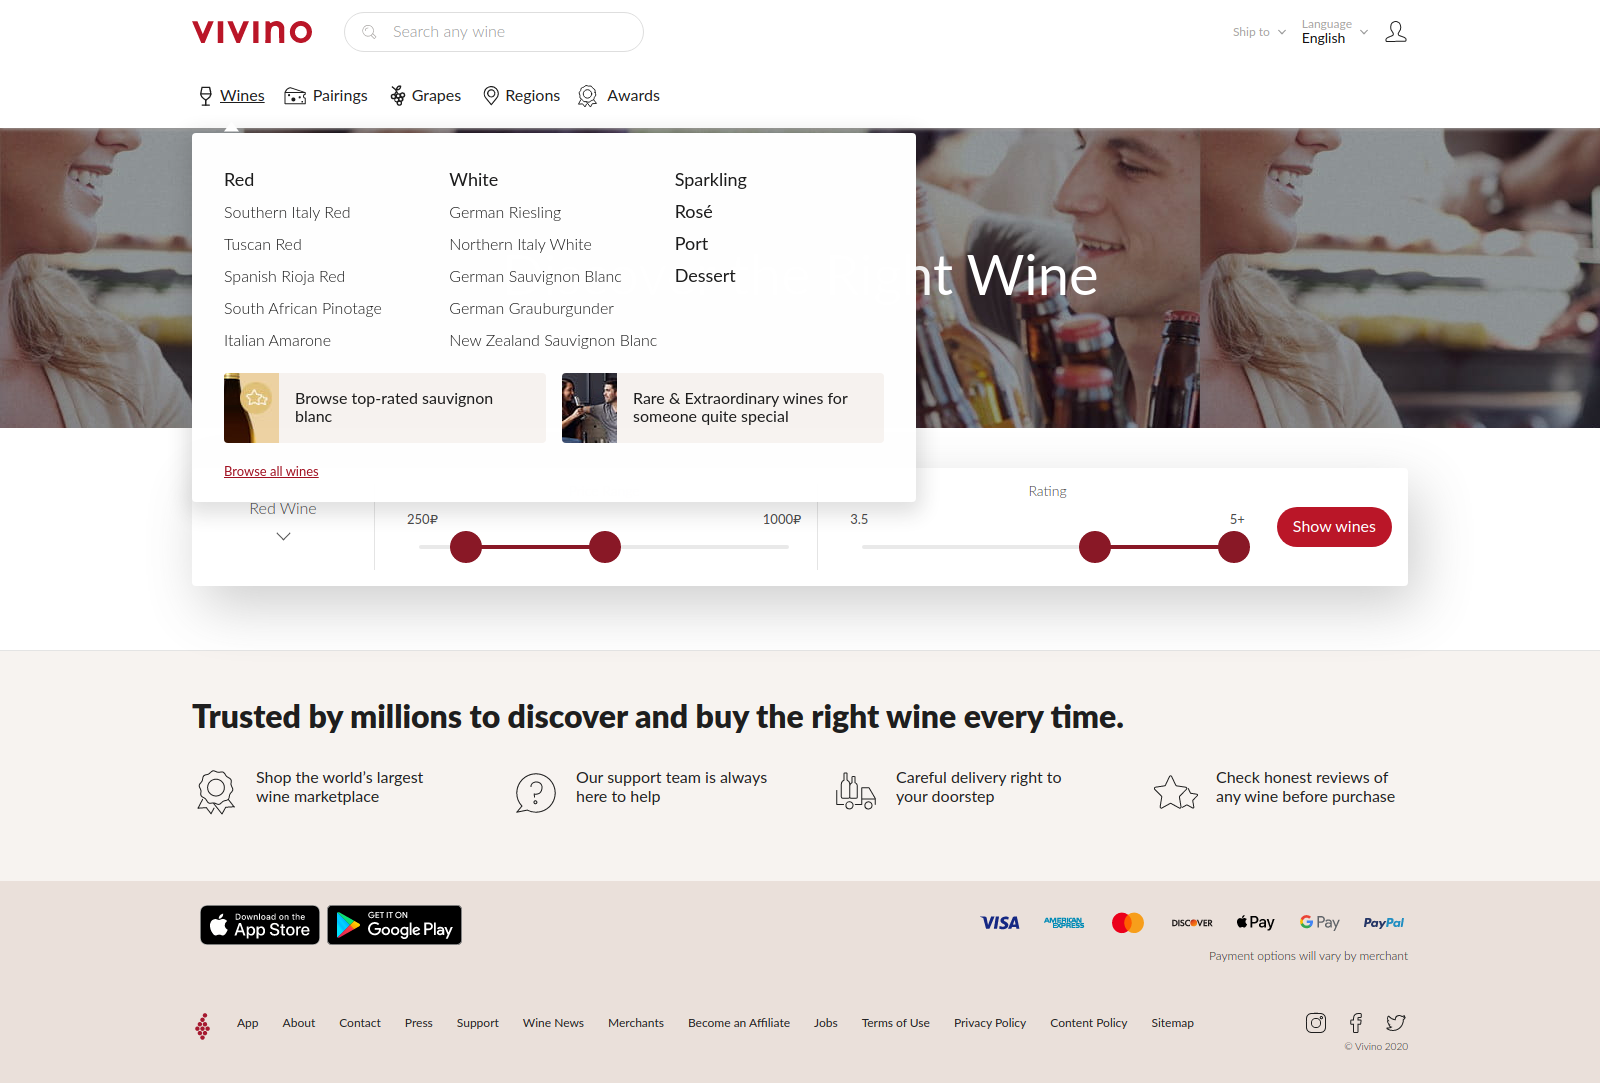 VIVINO
Search any wine
Ship to
Language
English
Wines
Pairings
Grapes
Regions
Awards
nt Wine
Red
Southern Italy Red
Tuscan Red
Spanish Rioja Red
South African Pinotage
Italian Amarone
White
German Riesling
Northern Italy White
German Sauvignon Blanc
German Grauburgunder
New Zealand Sauvignon Blanc
Sparkling
Rosé
Port
Dessert
Browse top-rated sauvignon
blanc
Rare & Extraordinary wines for
someone quite special
Browse all wines
Red Wine
250₽
1000₽
Rating
3.5
5+
Show wines
Trusted by millions to discover and buy the right wine every time.
Shop the world’s largest
wine marketplace
Our support team is always
here to help
Careful delivery right to
your doorstep
Check honest reviews of
any wine before purchase
Download on the
App Store
GET IT ON
Google Play
VISA
AMERICAN
EXPRESS
DISCOVER
Pay
G Pay
PayPal
Payment options will vary by merchant
App
About
Contact
Press
Support
Wine News
Merchants
Become an Affiliate
Jobs
Terms of Use
Privacy Policy
Content Policy
Sitemap
© Vivino 2020